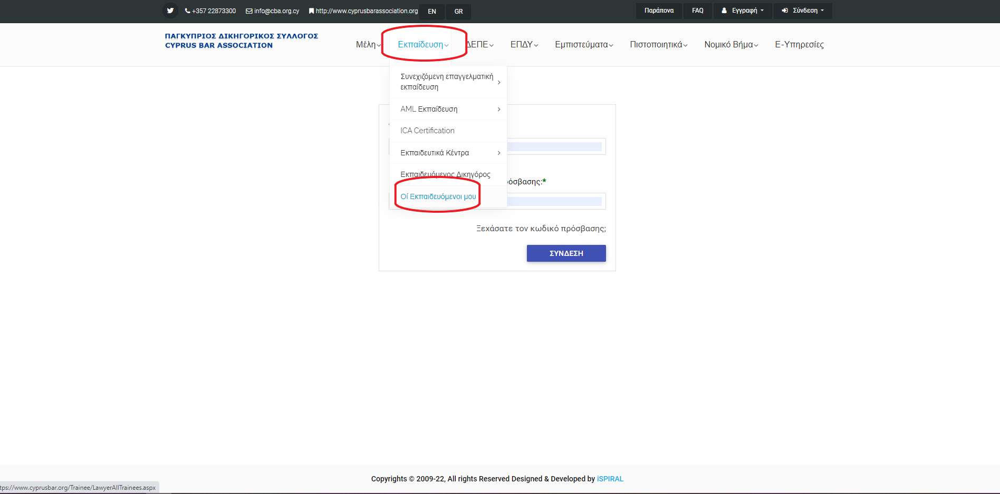 +357 22873300 info@cba.org.cy http://www.cyprusbarassociation.org EN GR Παράπονα FAQ Εγγραφή Σύνδεση
ΠΑΓΚΥΠΡΙΟΣ ΔΙΚΗΓΟΡΙΚΟΣ ΣΥΛΛΟΓΟΣ
CYPRUS BAR ASSOCIATION
Μέλη Εκπαίδευση ΔΕΠΕ ΕΠΔΥ Εμπιστεύματα Πιστοποιητικά Νομικό Βήμα Ε-Υπηρεσίες
Συνεχιζόμενη επαγγελματική
εκπαίδευση
AML Εκπαίδευση
ICA Certification
Εκπαιδευτικά Κέντρα
Εκπαιδευόμενος Δικηγόρος
ρόσβασης:*
Οί Εκπαιδευόμενοι μου
Ξεχάσατε τον κωδικό πρόσβασης;
ΣΥΝΔΕΣΗ
Copyrights © 2009-22, All rights Reserved Designed & Developed by iSPIRAL
tps://www.cyprusbar.org/Trainee/LawyerAllTrainees.aspx